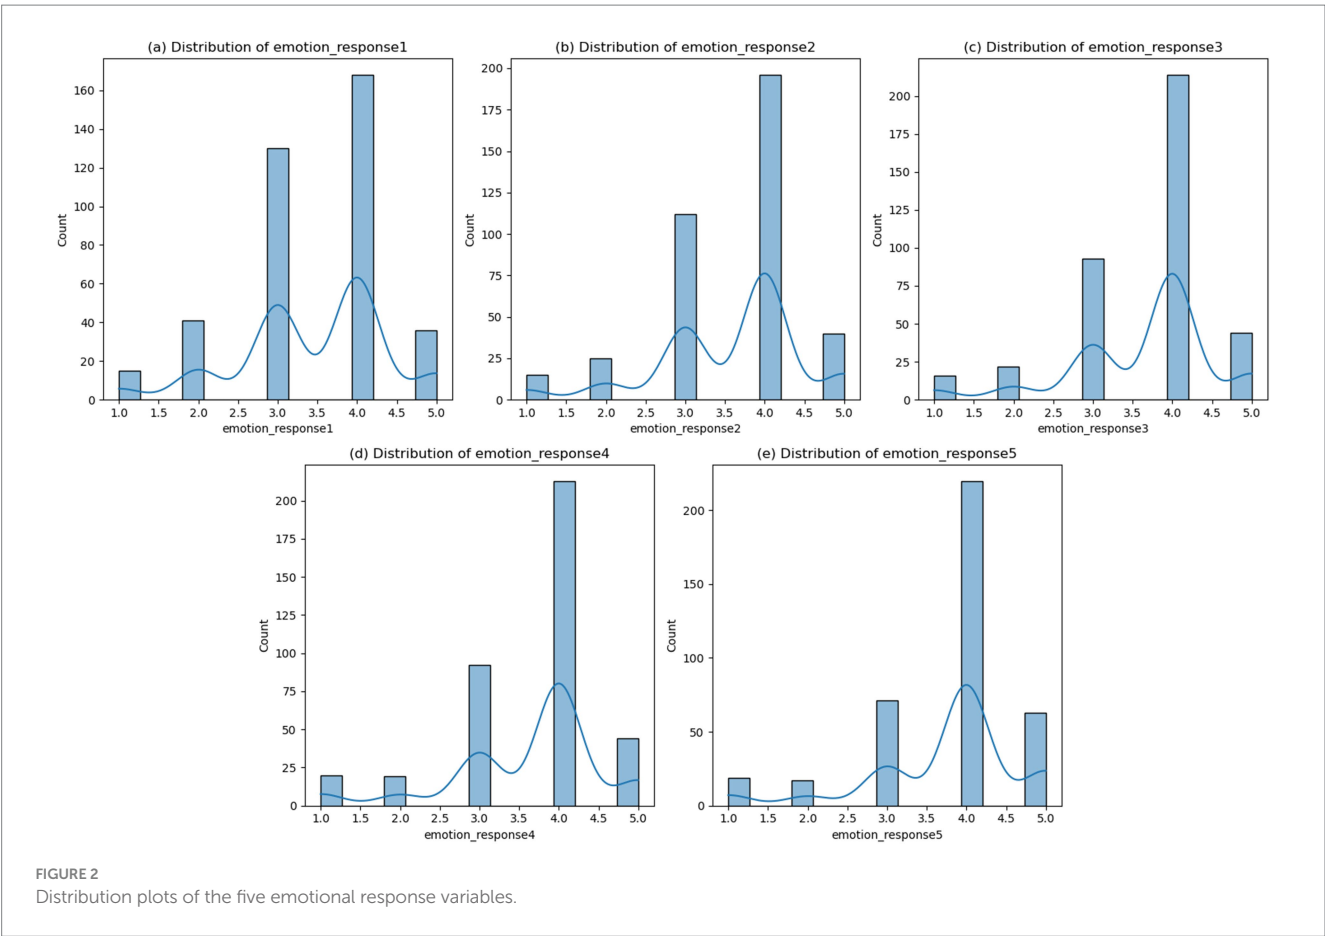 (a) Distribution of emotion_response1
160
140
120
100
80
60
40
20
0
Count
1.0 1.5 2.0 2.5 3.0 3.5 4.0 4.5 5.0
emotion_response1
(b) Distribution of emotion_response2
200
175
150
125
100
75
50
25
0
Count
1.0 1.5 2.0 2.5 3.0 3.5 4.0 4.5 5.0
emotion_response2
(c) Distribution of emotion_response3
200
175
150
125
100
75
50
25
0
Count
1.0 1.5 2.0 2.5 3.0 3.5 4.0 4.5 5.0
emotion_response3
(d) Distribution of emotion_response4
200
175
150
125
100
75
50
25
0
Count
1.0 1.5 2.0 2.5 3.0 3.5 4.0 4.5 5.0
emotion_response4
(e) Distribution of emotion_response5
200
150
100
50
0
Count
1.0 1.5 2.0 2.5 3.0 3.5 4.0 4.5 5.0
emotion_response5
FIGURE 2
Distribution plots of the five emotional response variables.